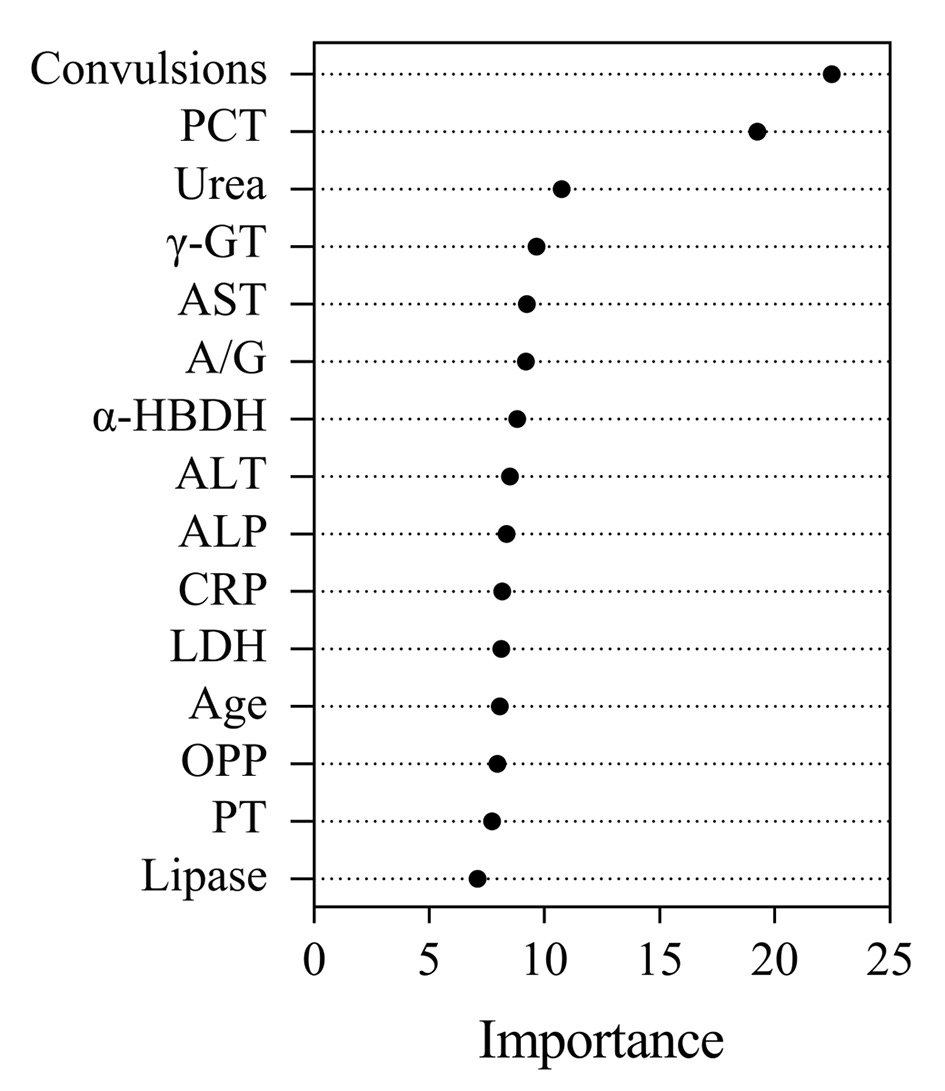 Convulsions
PCT
Urea
γ-GT
AST
A/G
α-HBDH
ALT
ALP
CRP
LDH
Age
OPP
PT
Lipase
0 5 10 15 20 25
Importance